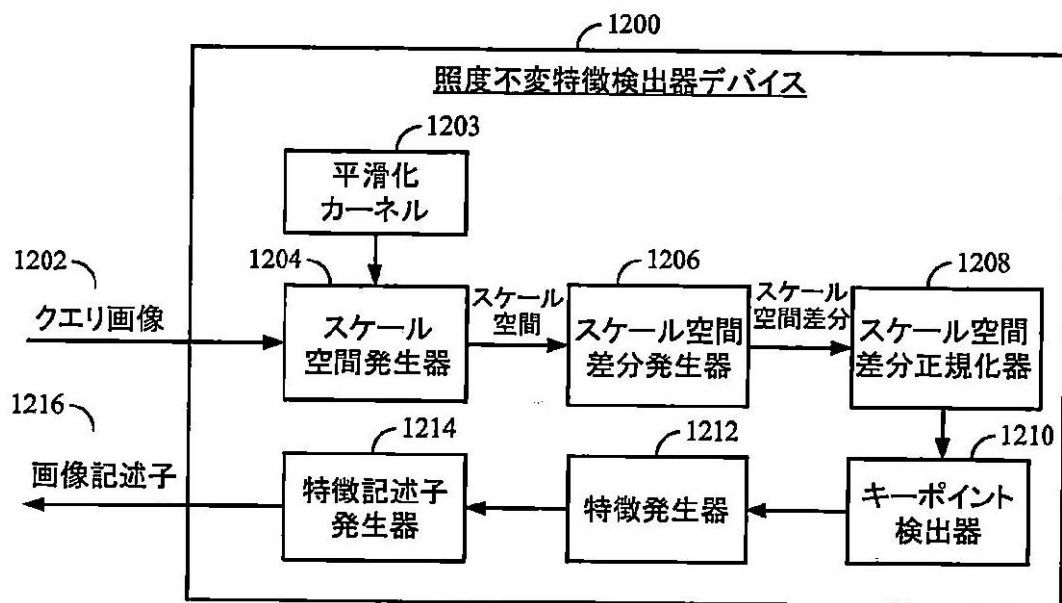 1200
照度不変特徴検出器デバイス
1203
平滑化
カーネル
1202
クエリ画像
1204
スケール
空間発生器
スケール
空間
1206
スケール空間
差分発生器
スケール
空間差分
1208
スケール空間
差分正規化器
1216
画像記述子
1214
特徴記述子
発生器
1212
特徴発生器
1210
キーポイント
検出器